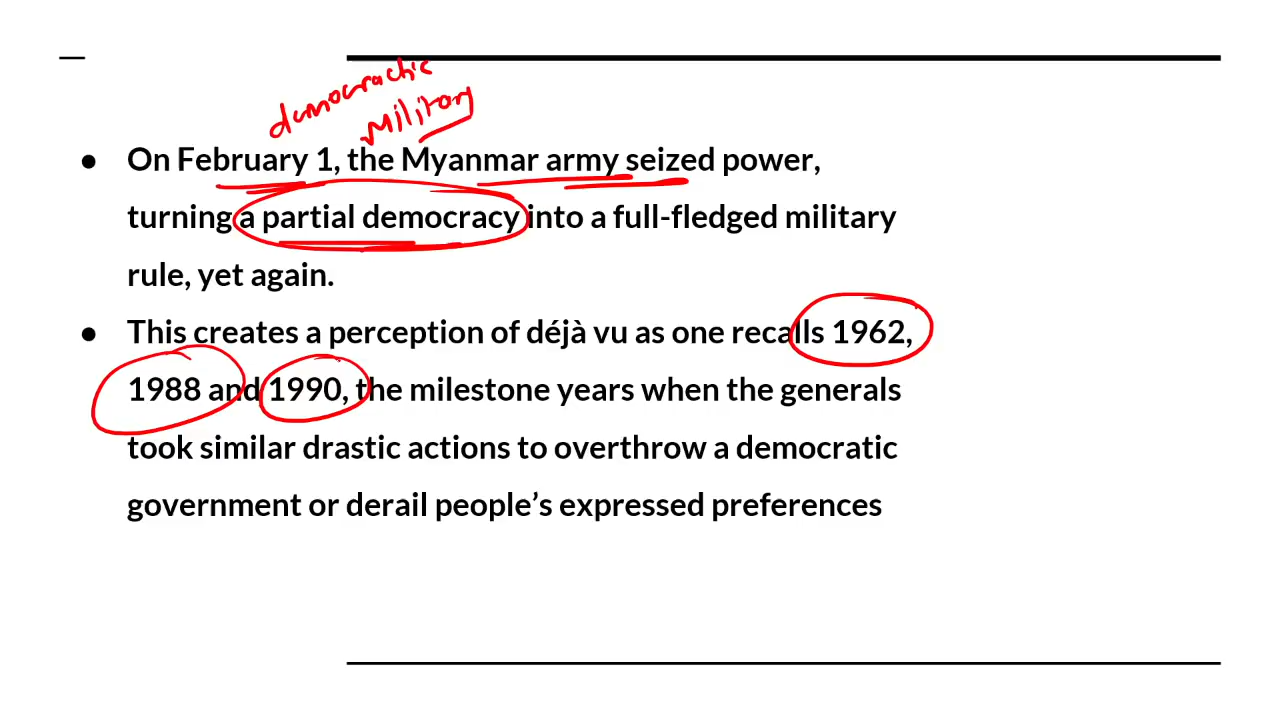 democrachic
Military
● On February 1, the Myanmar army seized power,
turning a partial democracy into a full-fledged military
rule, yet again.
● This creates a perception of déjà vu as one recalls 1962,
1988 and 1990, the milestone years when the generals
took similar drastic actions to overthrow a democratic
government or derail people’s expressed preferences